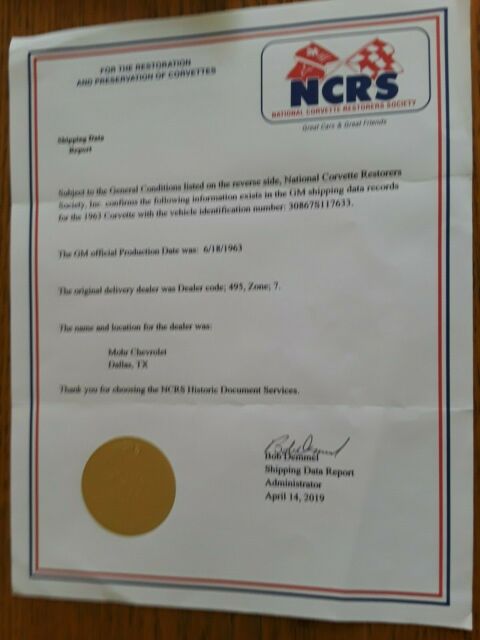 FOR THE RESTORATION
AND PRESERVATION OF CORVETTES
NCRS
NATIONAL CORVETTE RESTORERS SOCIETY
Great Cars & Great Friends
Shipping Data
Report
Subject to the General Conditions listed on the reverse side, National Corvette Restorers
Society, Inc. confirms the following information exists in the GM shipping data records
for the 1963 Corvette with the vehicle identification number: 30867S117633.
The GM official Production Date was: 6/18/1963
The original delivery dealer was Dealer code; 495, Zone; 7.
The name and location for the dealer was:
Mohr Chevrolet
Dallas, TX
Thank you for choosing the NCRS Historic Document Services.
Bob Demmel
Bob Demmel
Shipping Data Report
Administrator
April 14, 2019